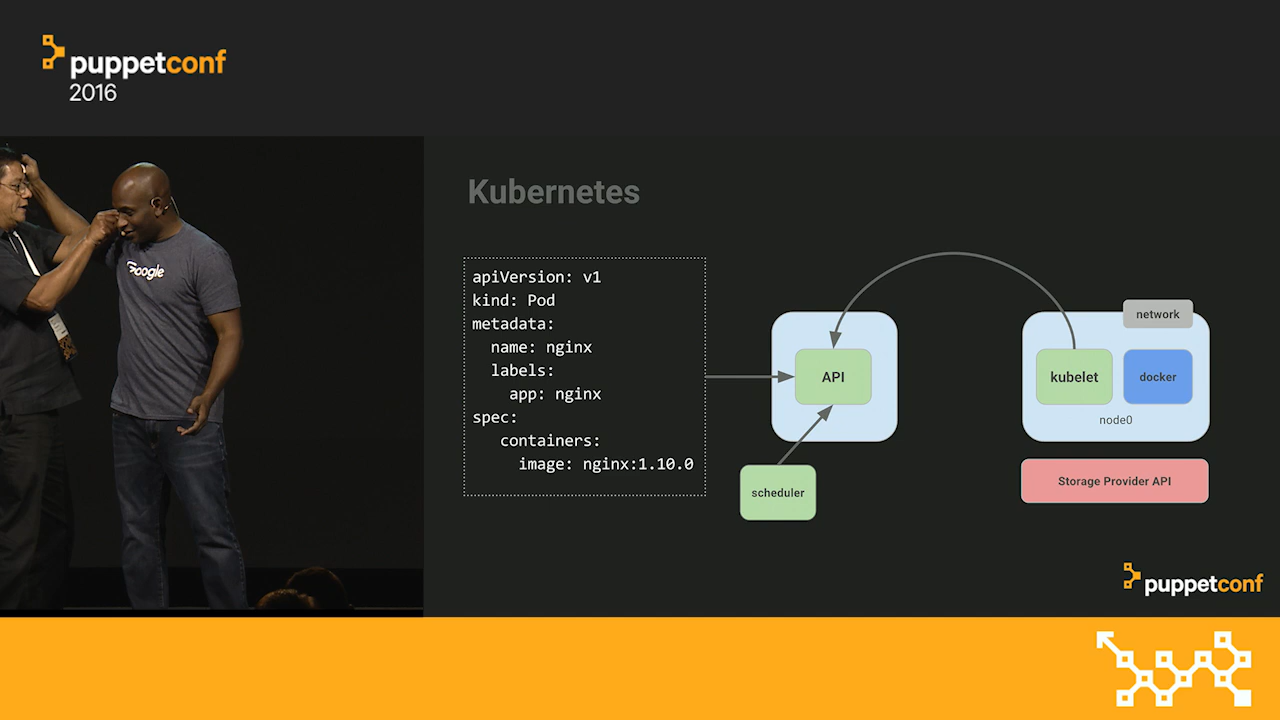 puppetconf
2016
Google
Kubernetes
apiVersion: v1
kind: Pod
metadata:
  name: nginx
  labels:
    app: nginx
spec:
   containers:
     image: nginx:1.10.0
API
scheduler
network
kubelet
docker
node0
Storage Provider API
puppetconf